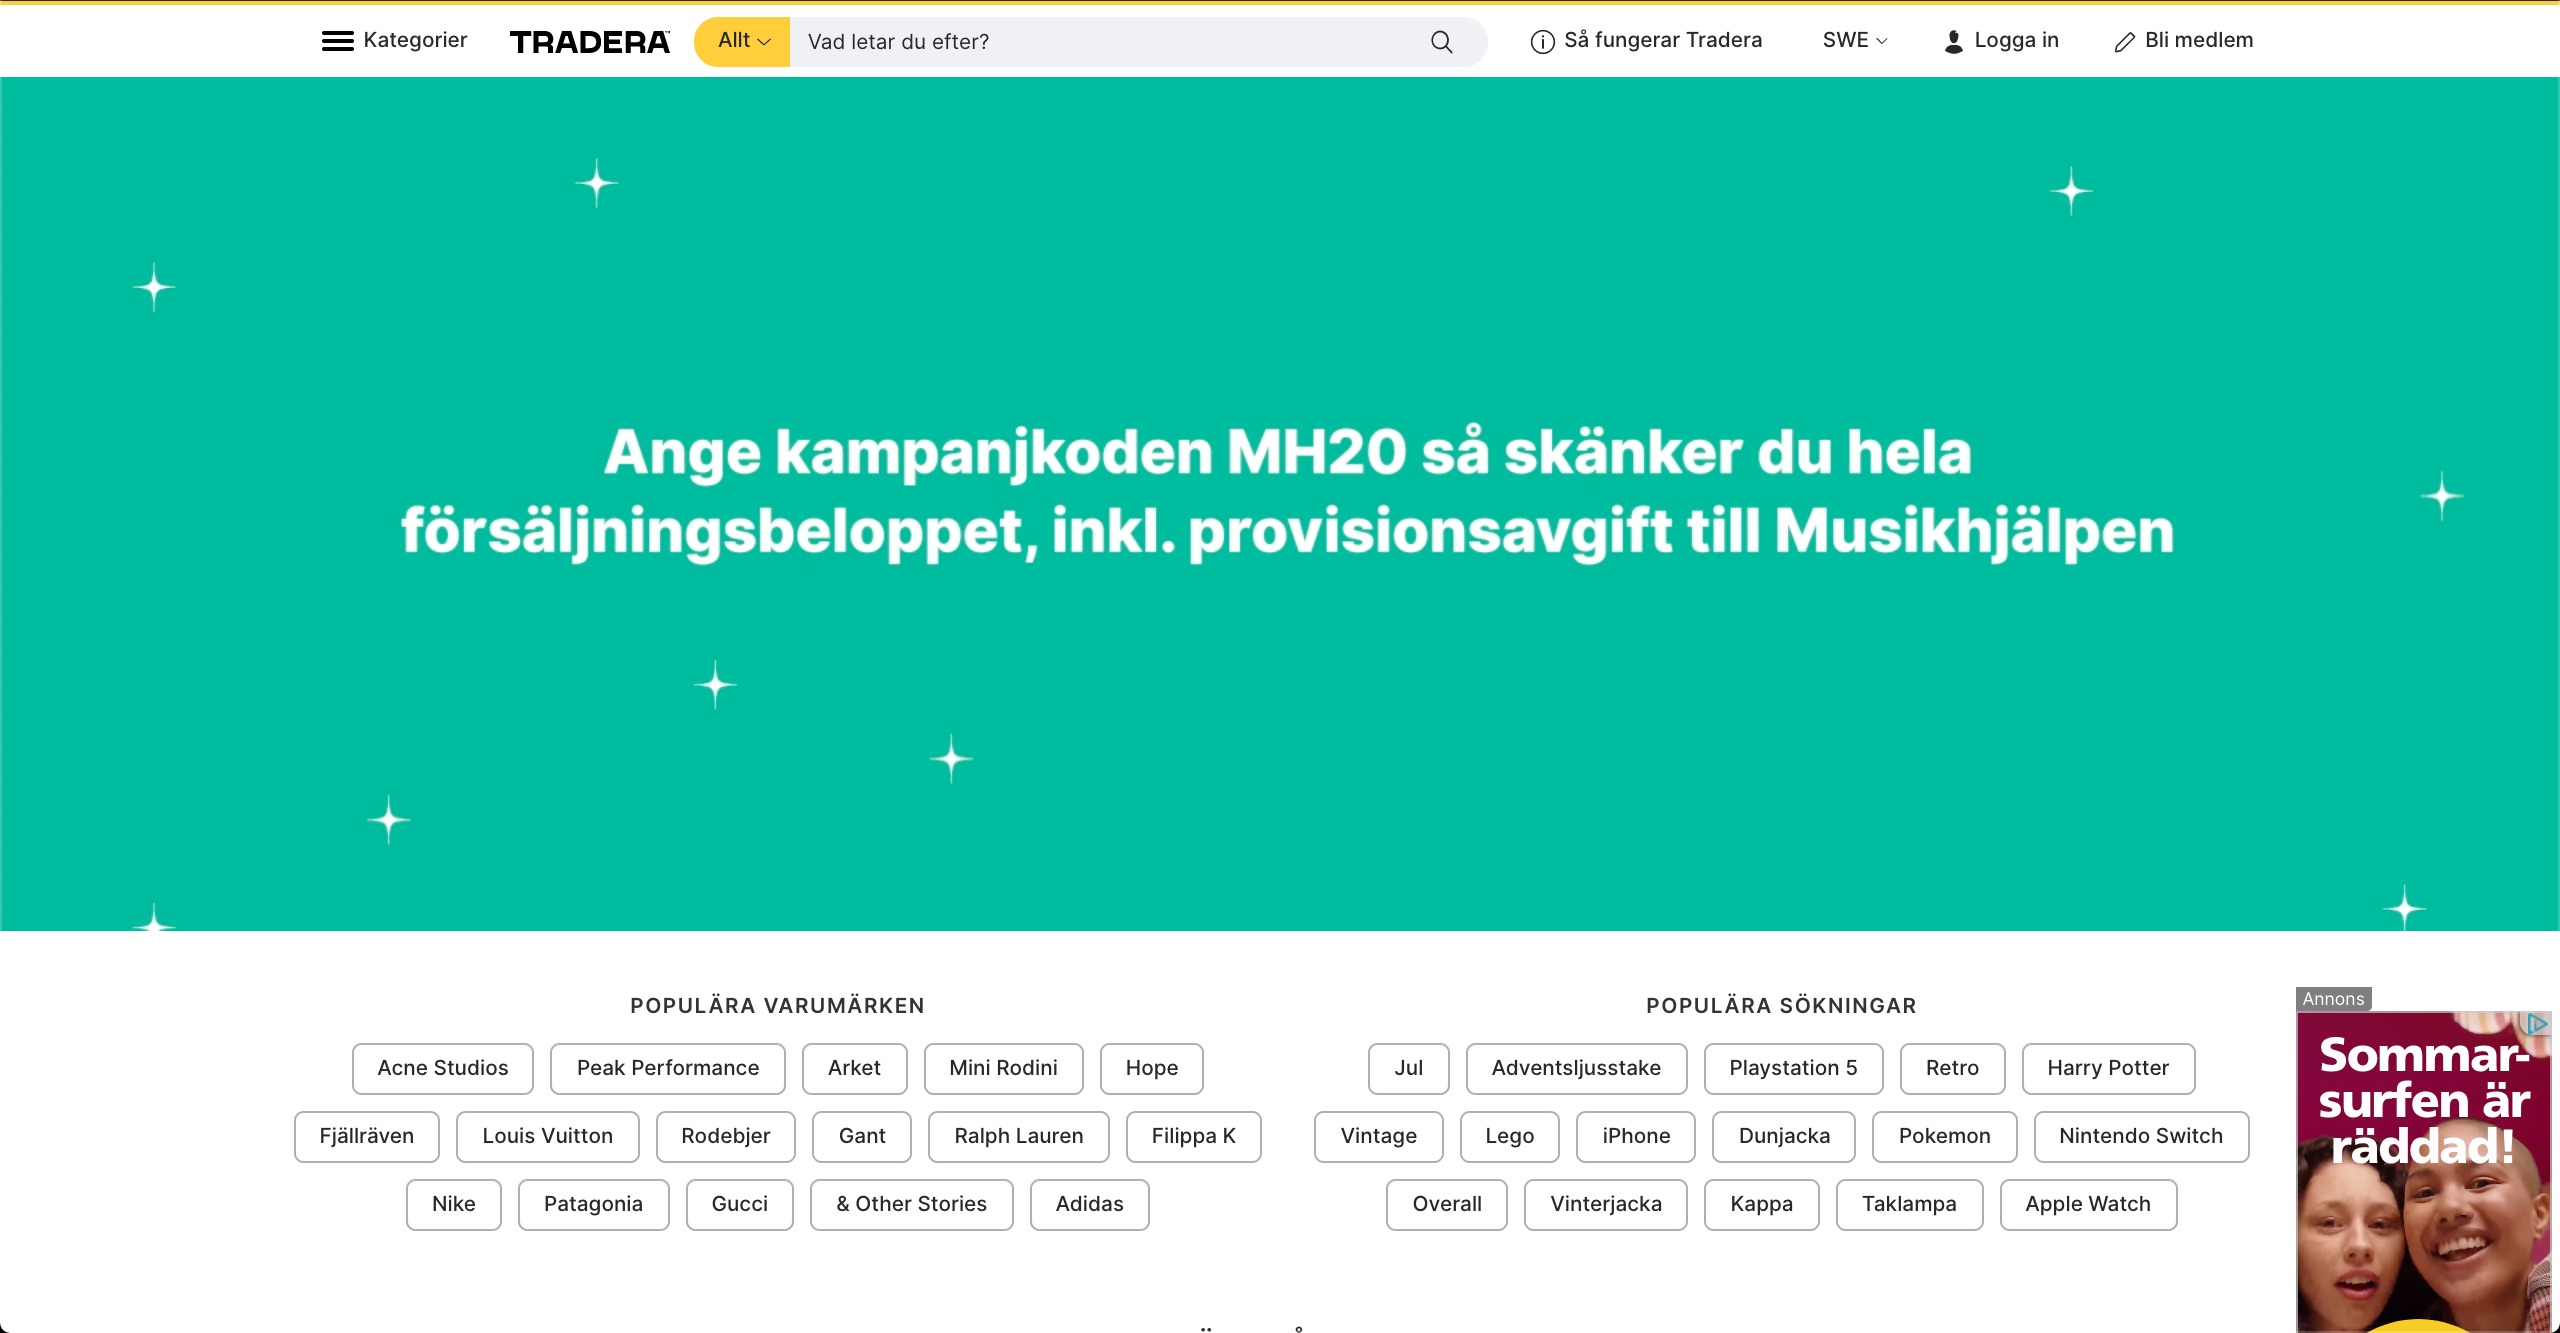 Kategorier
TRADERA
Allt
Vad letar du efter?
Så fungerar Tradera
SWE
Logga in
Bli medlem
Ange kampanjkoden MH20 så skänker du hela
försäljningsbeloppet, inkl. provisionsavgift till Musikhjälpen
POPULÄRA VARUMÄRKEN
Acne Studios Peak Performance Arket Mini Rodini Hope
Fjällräven Louis Vuitton Rodebjer Gant Ralph Lauren Filippa K
Nike Patagonia Gucci & Other Stories Adidas
POPULÄRA SÖKNINGAR
Jul Adventsljusstake Playstation 5 Retro Harry Potter
Vintage Lego iPhone Dunjacka Pokemon Nintendo Switch
Overall Vinterjacka Kappa Taklampa Apple Watch
Annons
Sommar-
surfen är
räddad!